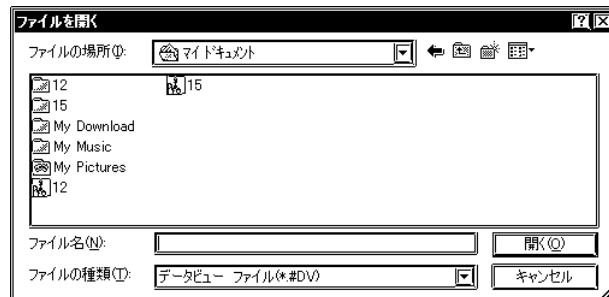 ファイルを開く
ファイルの場所(I):
マイ ドキュメント
12
15
My Download
My Music
My Pictures
12
15
ファイル名(N):
開く(O)
ファイルの種類(T):
データビュー ファイル(*.#DV)
キャンセル